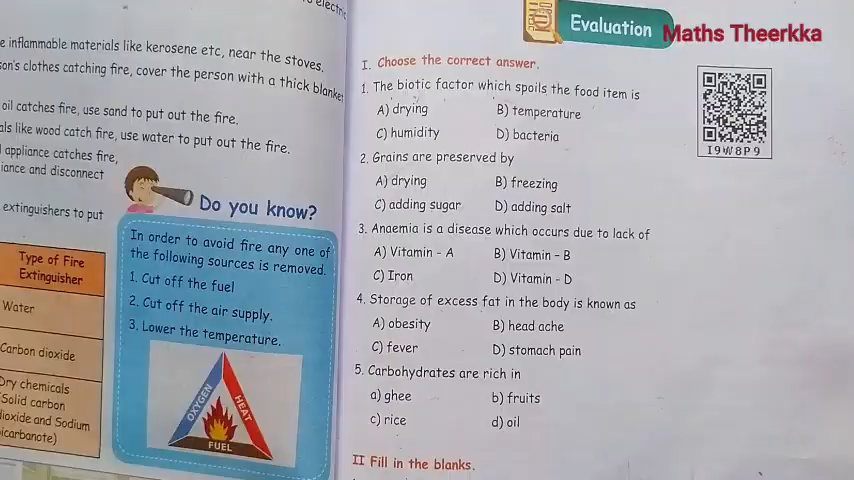 electric
e inflammable materials like kerosene etc, near the stoves.
son's clothes catching fire, cover the person with a thick blanket
oil catches fire, use sand to put out the fire.
als like wood catch fire, use water to put out the fire.
appliance catches fire,
iance and disconnect
extinguishers to put
Type of Fire
Extinguisher
Water
Carbon dioxide
Dry chemicals
(Solid carbon
dioxide and Sodium
bicarbonate)
Do you know?
In order to avoid fire any one of
the following sources is removed.
1. Cut off the fuel
2. Cut off the air supply.
3. Lower the temperature.
OXYGEN
HEAT
FUEL
Evaluation
Maths Theerkka
I. Choose the correct answer.
1. The biotic factor which spoils the food item is
A) drying B) temperature
C) humidity D) bacteria
I9W8P9
2. Grains are preserved by
A) drying B) freezing
C) adding sugar D) adding salt
3. Anaemia is a disease which occurs due to lack of
A) Vitamin - A B) Vitamin - B
C) Iron D) Vitamin - D
4. Storage of excess fat in the body is known as
A) obesity B) head ache
C) fever D) stomach pain
5. Carbohydrates are rich in
a) ghee b) fruits
c) rice d) oil
II Fill in the blanks.